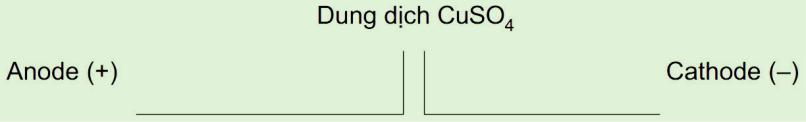 Dung dịch CuSO₄
Anode (+)
Cathode (–)